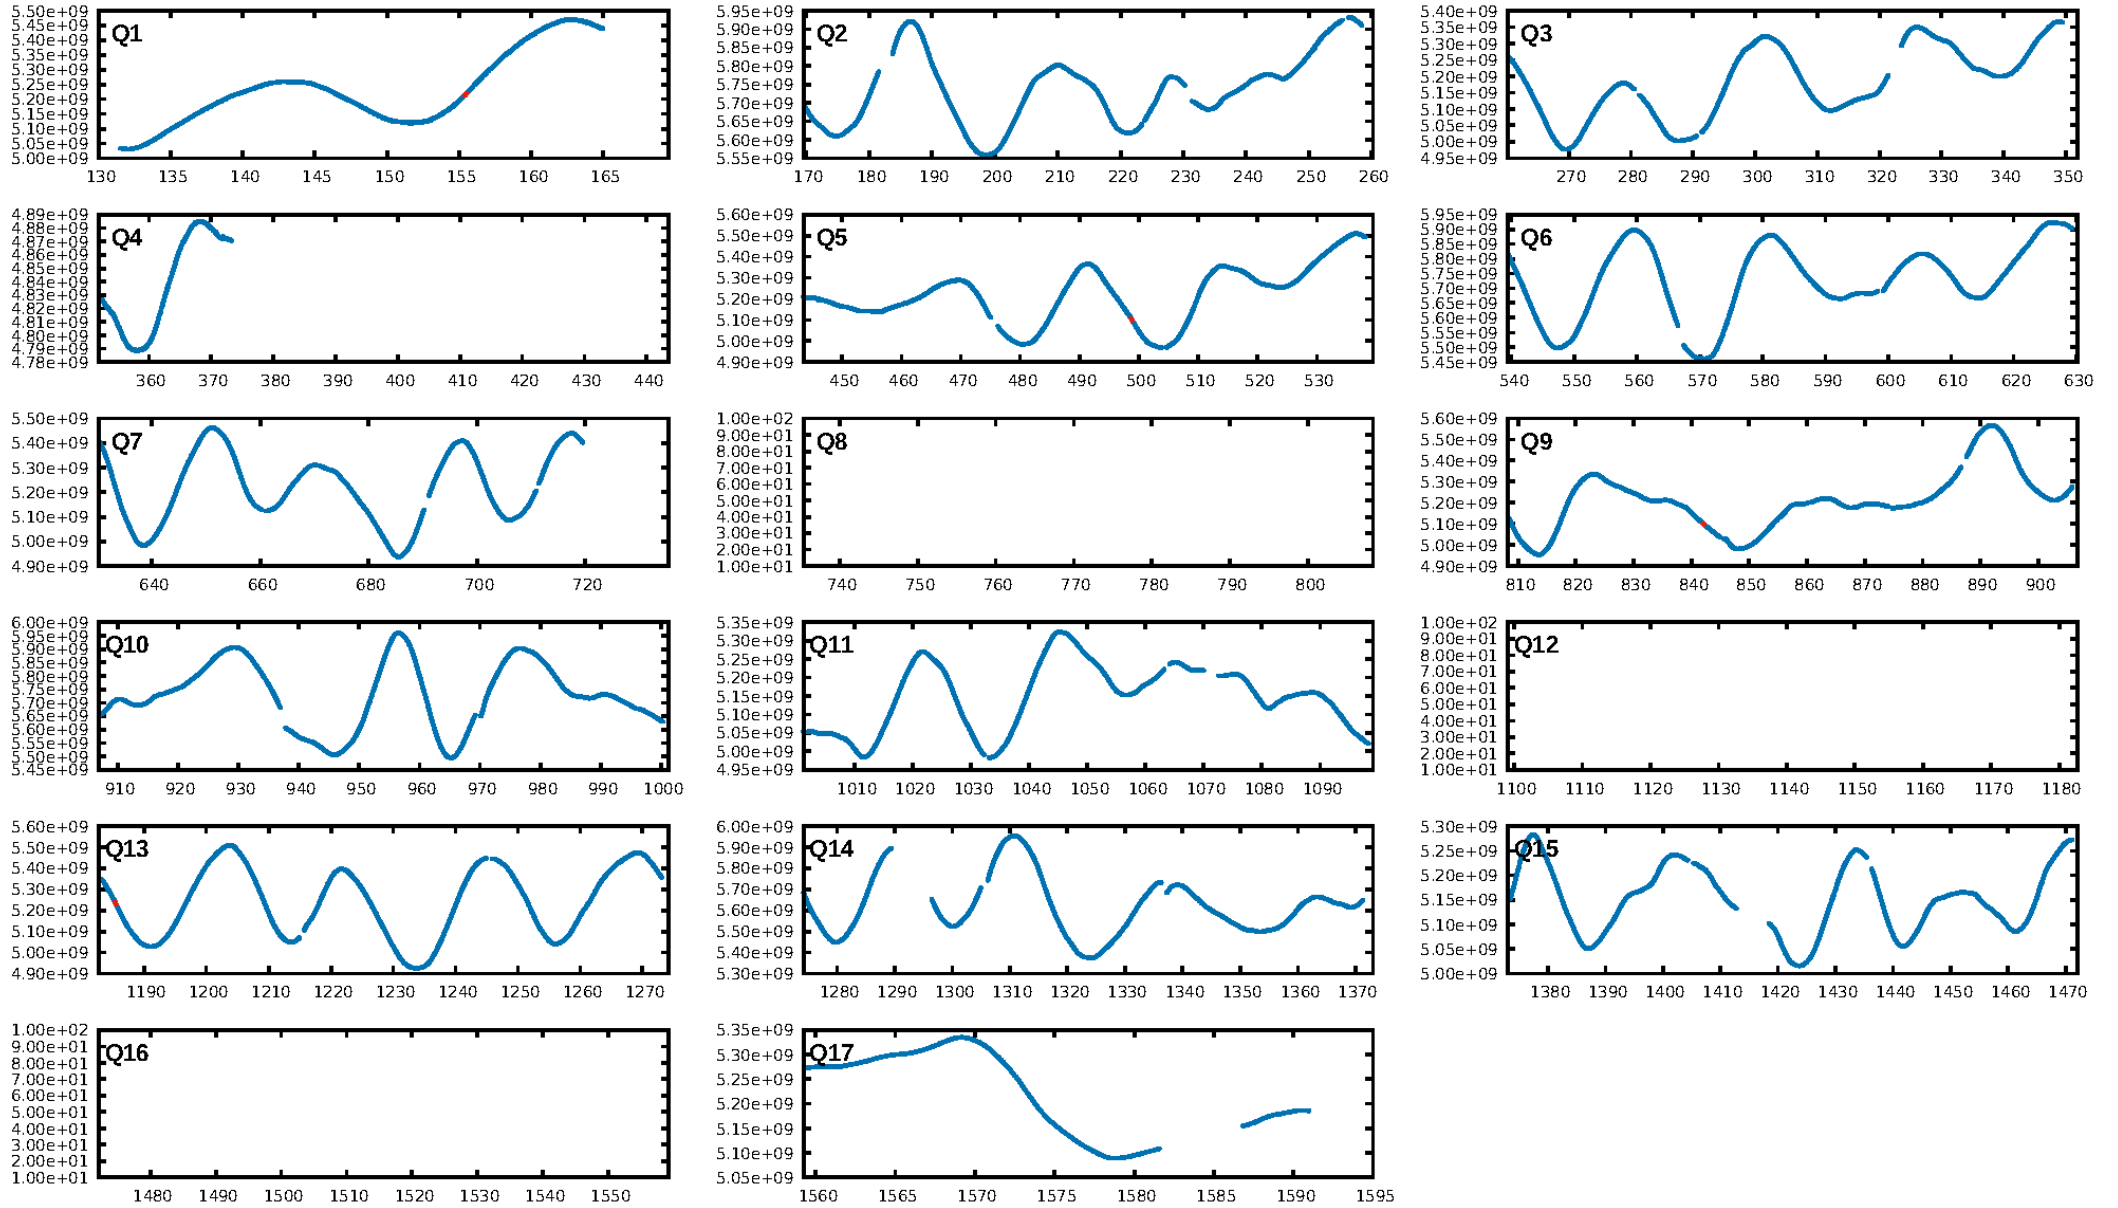 5.50e+09
5.45e+09
5.40e+09
5.35e+09
5.30e+09
5.25e+09
5.20e+09
5.15e+09
5.10e+09
5.05e+09
5.00e+09
Q1
130 135 140 145 150 155 160 165
5.95e+09
5.90e+09
5.85e+09
5.80e+09
5.75e+09
5.70e+09
5.65e+09
5.60e+09
5.55e+09
Q2
170 180 190 200 210 220 230 240 250 260
5.40e+09
5.35e+09
5.30e+09
5.25e+09
5.20e+09
5.15e+09
5.10e+09
5.05e+09
5.00e+09
4.95e+09
Q3
270 280 290 300 310 320 330 340 350
4.89e+09
4.88e+09
4.87e+09
4.86e+09
4.85e+09
4.84e+09
4.83e+09
4.82e+09
4.81e+09
4.80e+09
4.79e+09
4.78e+09
Q4
360 370 380 390 400 410 420 430 440
5.60e+09
5.50e+09
5.40e+09
5.30e+09
5.20e+09
5.10e+09
5.00e+09
4.90e+09
Q5
450 460 470 480 490 500 510 520 530
5.95e+09
5.90e+09
5.85e+09
5.80e+09
5.75e+09
5.70e+09
5.65e+09
5.60e+09
5.55e+09
5.50e+09
5.45e+09
Q6
540 550 560 570 580 590 600 610 620 630
5.50e+09
5.40e+09
5.30e+09
5.20e+09
5.10e+09
5.00e+09
4.90e+09
Q7
640 660 680 700 720
1.00e+02
9.00e+01
8.00e+01
7.00e+01
6.00e+01
5.00e+01
4.00e+01
3.00e+01
2.00e+01
1.00e+01
Q8
740 750 760 770 780 790 800
5.60e+09
5.50e+09
5.40e+09
5.30e+09
5.20e+09
5.10e+09
5.00e+09
4.90e+09
Q9
810 820 830 840 850 860 870 880 890 900
6.00e+09
5.95e+09
5.90e+09
5.85e+09
5.80e+09
5.75e+09
5.70e+09
5.65e+09
5.60e+09
5.55e+09
5.50e+09
5.45e+09
Q10
910 920 930 940 950 960 970 980 990 1000
5.35e+09
5.30e+09
5.25e+09
5.20e+09
5.15e+09
5.10e+09
5.05e+09
5.00e+09
4.95e+09
Q11
1010 1020 1030 1040 1050 1060 1070 1080 1090
1.00e+02
9.00e+01
8.00e+01
7.00e+01
6.00e+01
5.00e+01
4.00e+01
3.00e+01
2.00e+01
1.00e+01
Q12
1100 1110 1120 1130 1140 1150 1160 1170 1180
5.60e+09
5.50e+09
5.40e+09
5.30e+09
5.20e+09
5.10e+09
5.00e+09
4.90e+09
Q13
1190 1200 1210 1220 1230 1240 1250 1260 1270
6.00e+09
5.90e+09
5.80e+09
5.70e+09
5.60e+09
5.50e+09
5.40e+09
5.30e+09
Q14
1280 1290 1300 1310 1320 1330 1340 1350 1360 1370
5.30e+09
5.25e+09
5.20e+09
5.15e+09
5.10e+09
5.05e+09
5.00e+09
Q15
1380 1390 1400 1410 1420 1430 1440 1450 1460 1470
1.00e+02
9.00e+01
8.00e+01
7.00e+01
6.00e+01
5.00e+01
4.00e+01
3.00e+01
2.00e+01
1.00e+01
Q16
1480 1490 1500 1510 1520 1530 1540 1550
5.35e+09
5.30e+09
5.25e+09
5.20e+09
5.15e+09
5.10e+09
5.05e+09
Q17
1560 1565 1570 1575 1580 1585 1590 1595